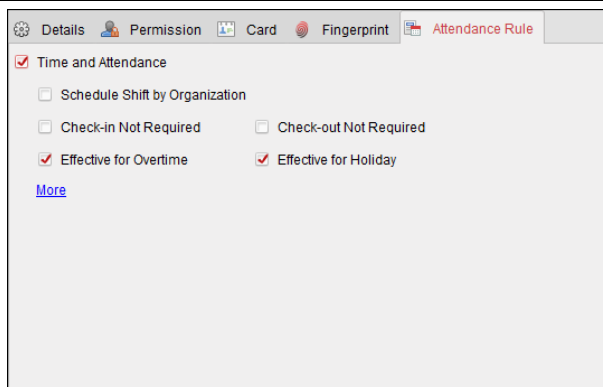 Details Permission Card Fingerprint Attendance Rule
Time and Attendance
Schedule Shift by Organization
Check-in Not Required Check-out Not Required
Effective for Overtime Effective for Holiday
More